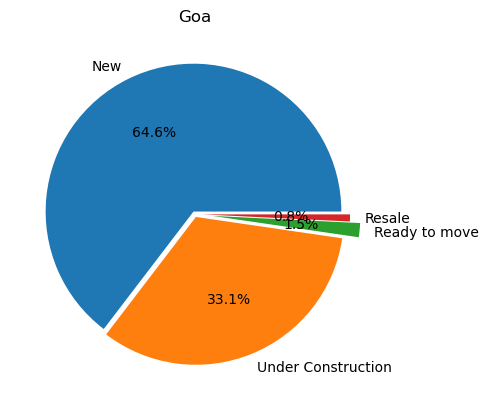 Goa
New
64.6%
0.8%
Resale
1.5%
Ready to move
33.1%
Under Construction